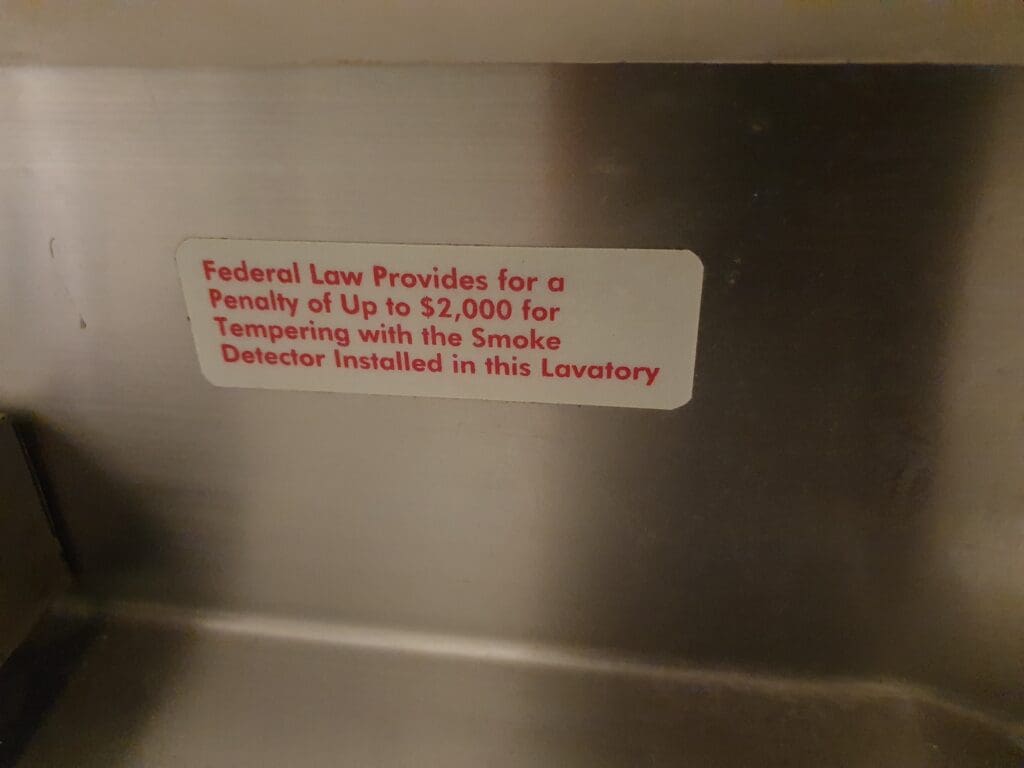 Federal Law Provides for a
Penalty of Up to $2,000 for
Tempering with the Smoke
Detector Installed in this Lavatory